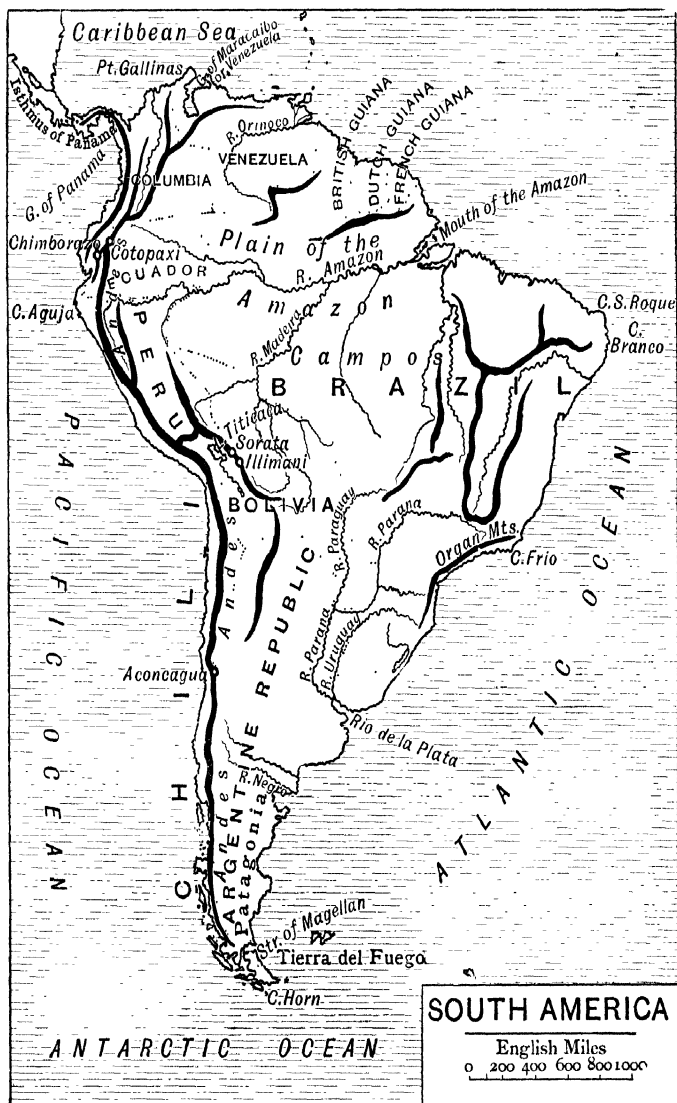 Caribbean Sea
G. of Maracaibo
or Venezuela
Pt. Gallinas
Isthmus of Panama
G. of Panama
R. Orinoco
VENEZUELA
BRITISH GUIANA
DUTCH GUIANA
FRENCH GUIANA
COLUMBIA
Mouth of the Amazon
Plain of the
Amazon
R. Amazon
Chimborazo
Cotopaxi
ECUADOR
Andes
C. Aguja
PERU
R. Madeira
Campos
BRAZIL
C. S. Roque
C.
Branco
Titicaca
Sorata
Illimani
BOLIVIA
R. Paraguay
R. Parana
Organ Mts.
C. Frio
PACIFIC OCEAN
CHILI
Andes
ARGENTINE REPUBLIC
Aconcagua
R. Parana
R. Uruguay
Rio de la Plata
R. Negro
Andes
Patagonia
ATLANTIC OCEAN
Str. of Magellan
Tierra del Fuego
C. Horn
ANTARCTIC OCEAN
SOUTH AMERICA
English Miles
0 200 400 600 800 1000